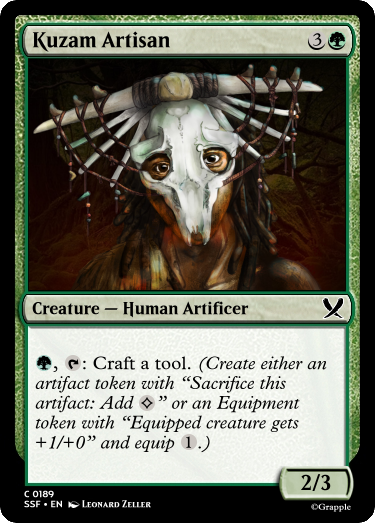 Kuzam Artisan 3
Creature — Human Artificer
, : Craft a tool. (Create either an
artifact token with “Sacrifice this
artifact: Add ” or an Equipment
token with “Equipped creature gets
+1/+0” and equip 1.)
2/3
C 0189
SSF • EN Leonard Zeller
©Grapple